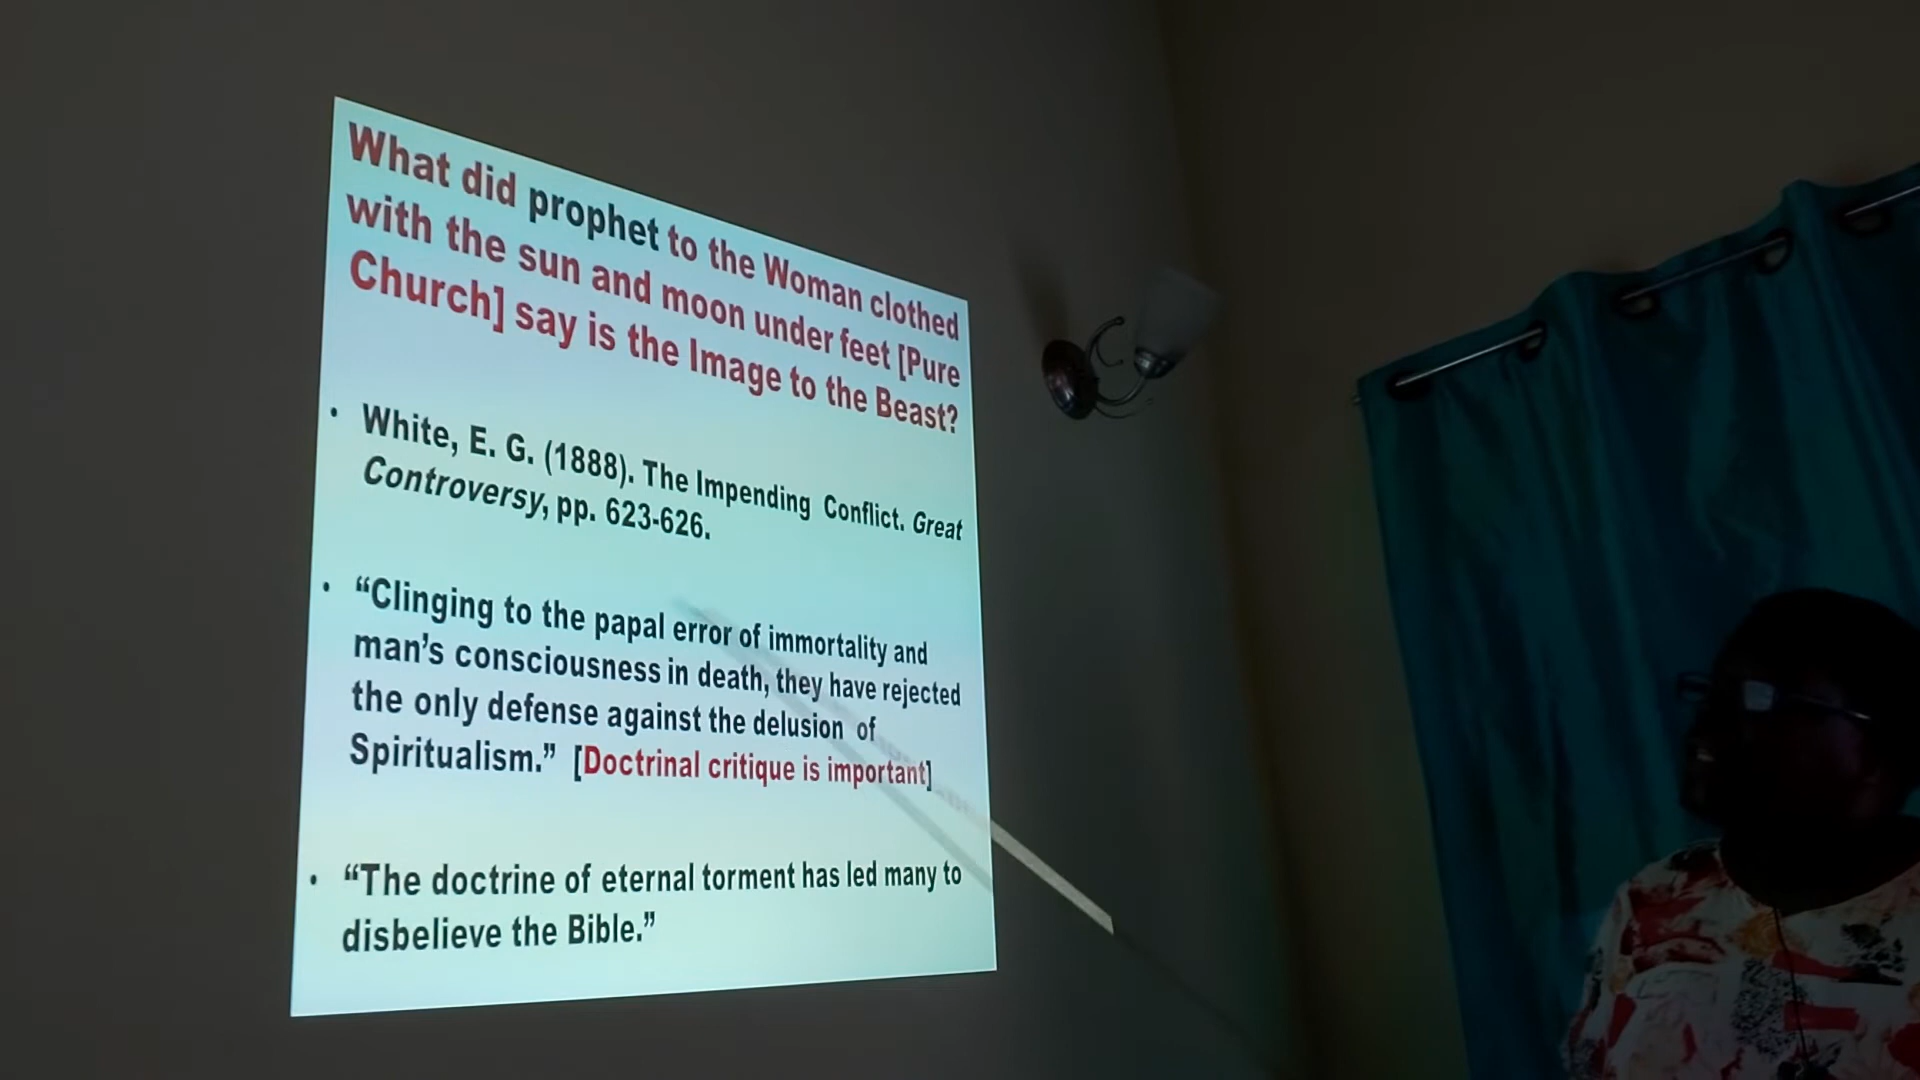 What did prophet to the Woman clothed
with the sun and moon under feet [Pure
Church] say is the Image to the Beast?
• White, E. G. (1888). The Impending Conflict. Great
Controversy, pp. 623-626.
• “Clinging to the papal error of immortality and
man’s consciousness in death, they have rejected
the only defense against the delusion of
Spiritualism.” [Doctrinal critique is important]
• “The doctrine of eternal torment has led many to
disbelieve the Bible.”